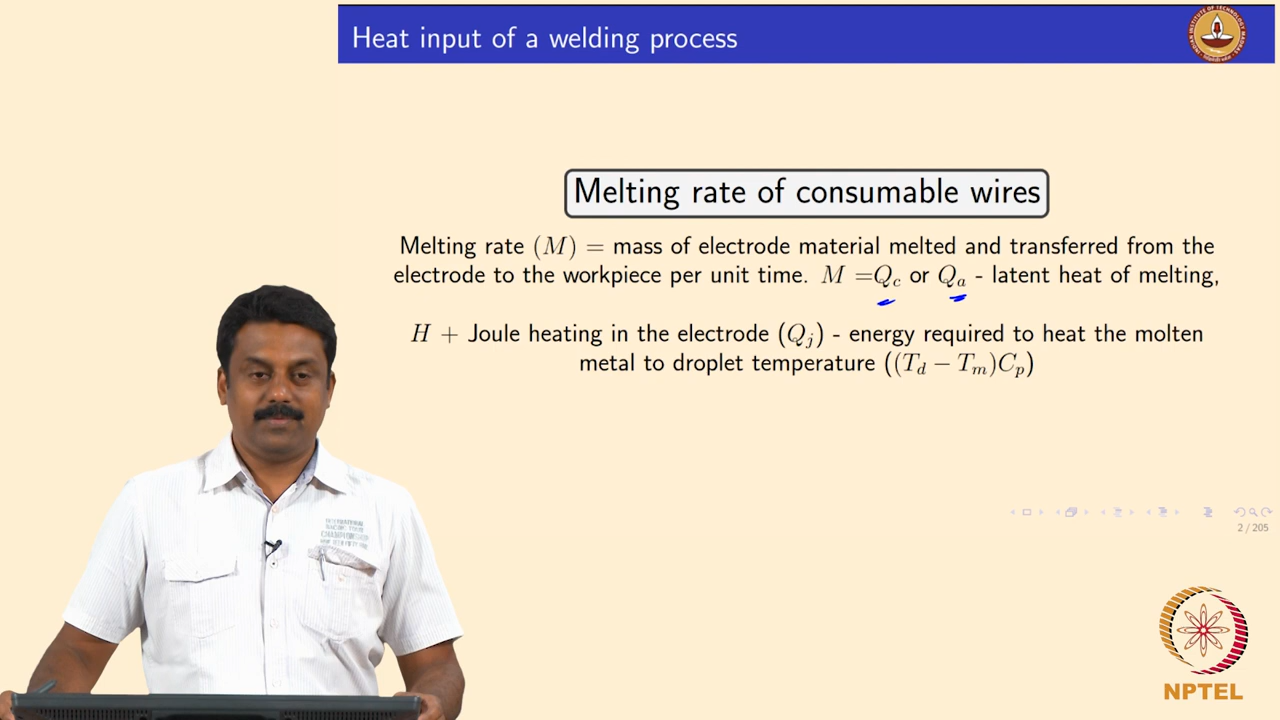 Heat input of a welding process
Melting rate of consumable wires
Melting rate (M) = mass of electrode material melted and transferred from the
electrode to the workpiece per unit time. M =Q_c or Q_a - latent heat of melting,
H + Joule heating in the electrode (Q_j) - energy required to heat the molten
metal to droplet temperature ((T_d − T_m)C_p)
2 / 205
NPTEL